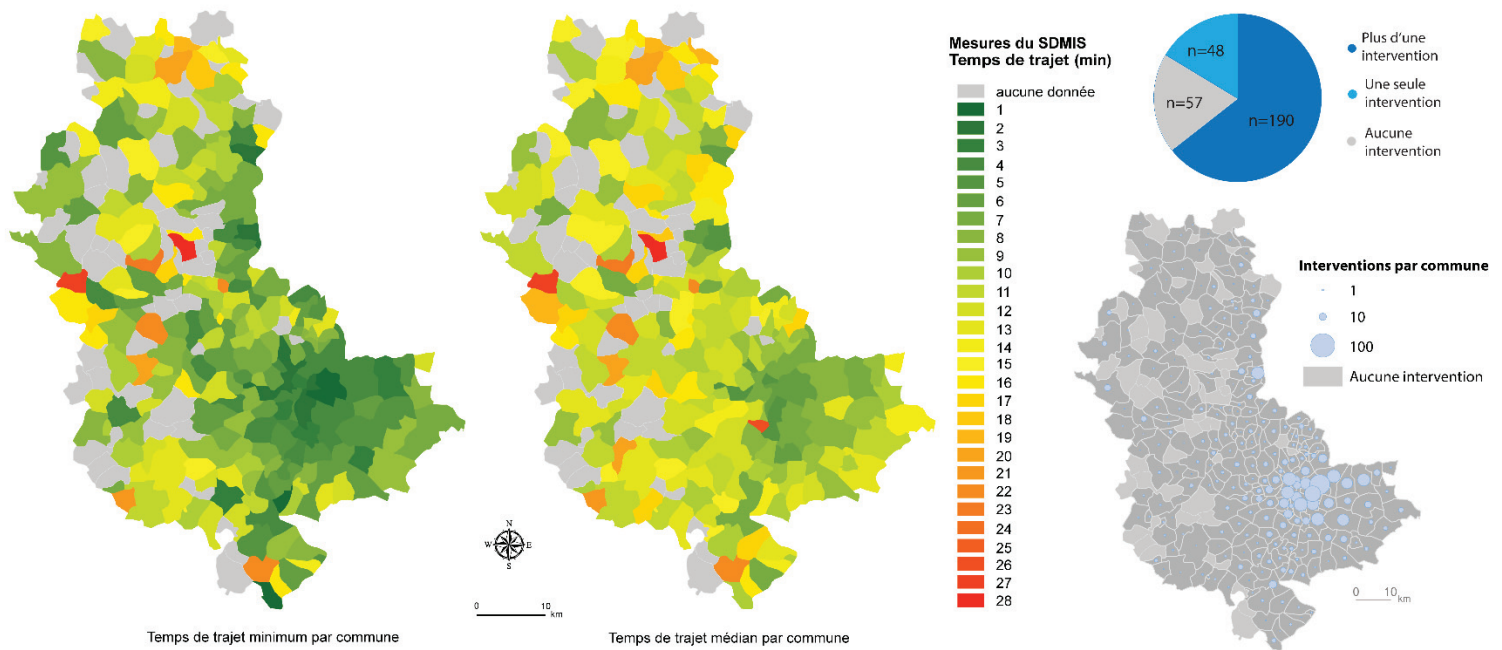 Mesures du SDMIS
Temps de trajet (min)
aucune donnée
1
2
3
4
5
6
7
8
9
10
11
12
13
14
15
16
17
18
19
20
21
22
23
24
25
26
27
28
n=48
n=57
n=190
Plus d'une
intervention
Une seule
intervention
Aucune
intervention
Interventions par commune
1
10
100
Aucune intervention
0 10
km
N
W E
S
0 10
km
Temps de trajet minimum par commune
Temps de trajet médian par commune